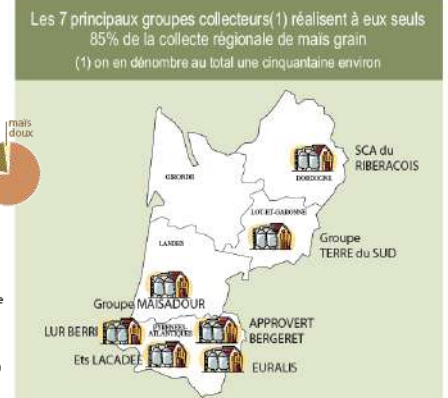 Les 7 principaux groupes collecteurs(1) réalisent à eux seuls
85% de la collecte régionale de maïs grain
(1) on en dénombre au total une cinquantaine environ
maïs
doux
SCA du
RIBERACOIS
DORDOGNE
GIRONDE
LOT-ET-GARONNE
Groupe
TERRE du SUD
LANDES
Groupe MAISADOUR
LUR BERRI
PYRENEES
ATLANTIQUES
APPROVERT
BERGERET
Ets LACADEE
EURALIS